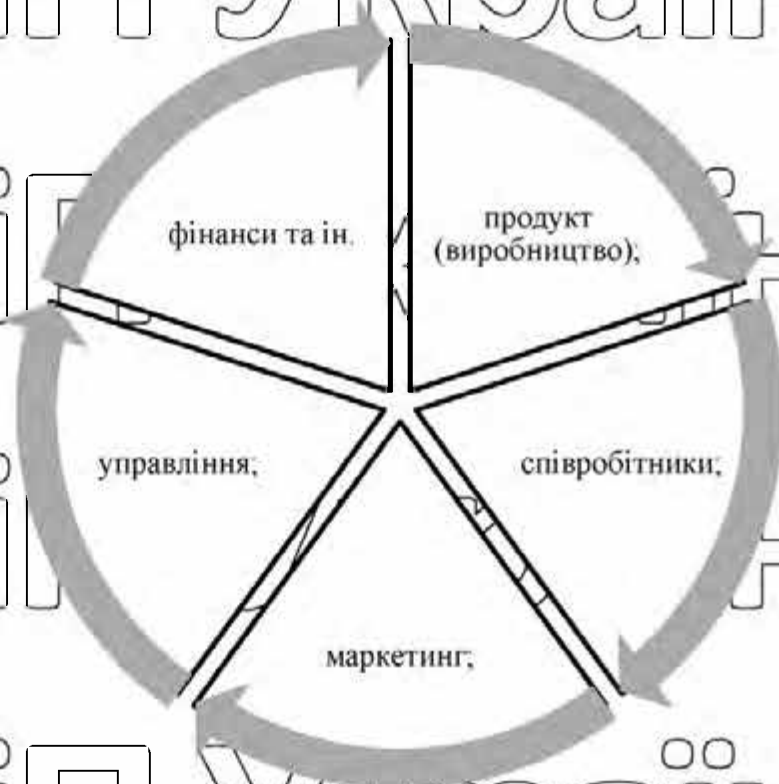 продукт
(виробництво);
співробітники;
маркетинг;
управління;
фінанси та ін.